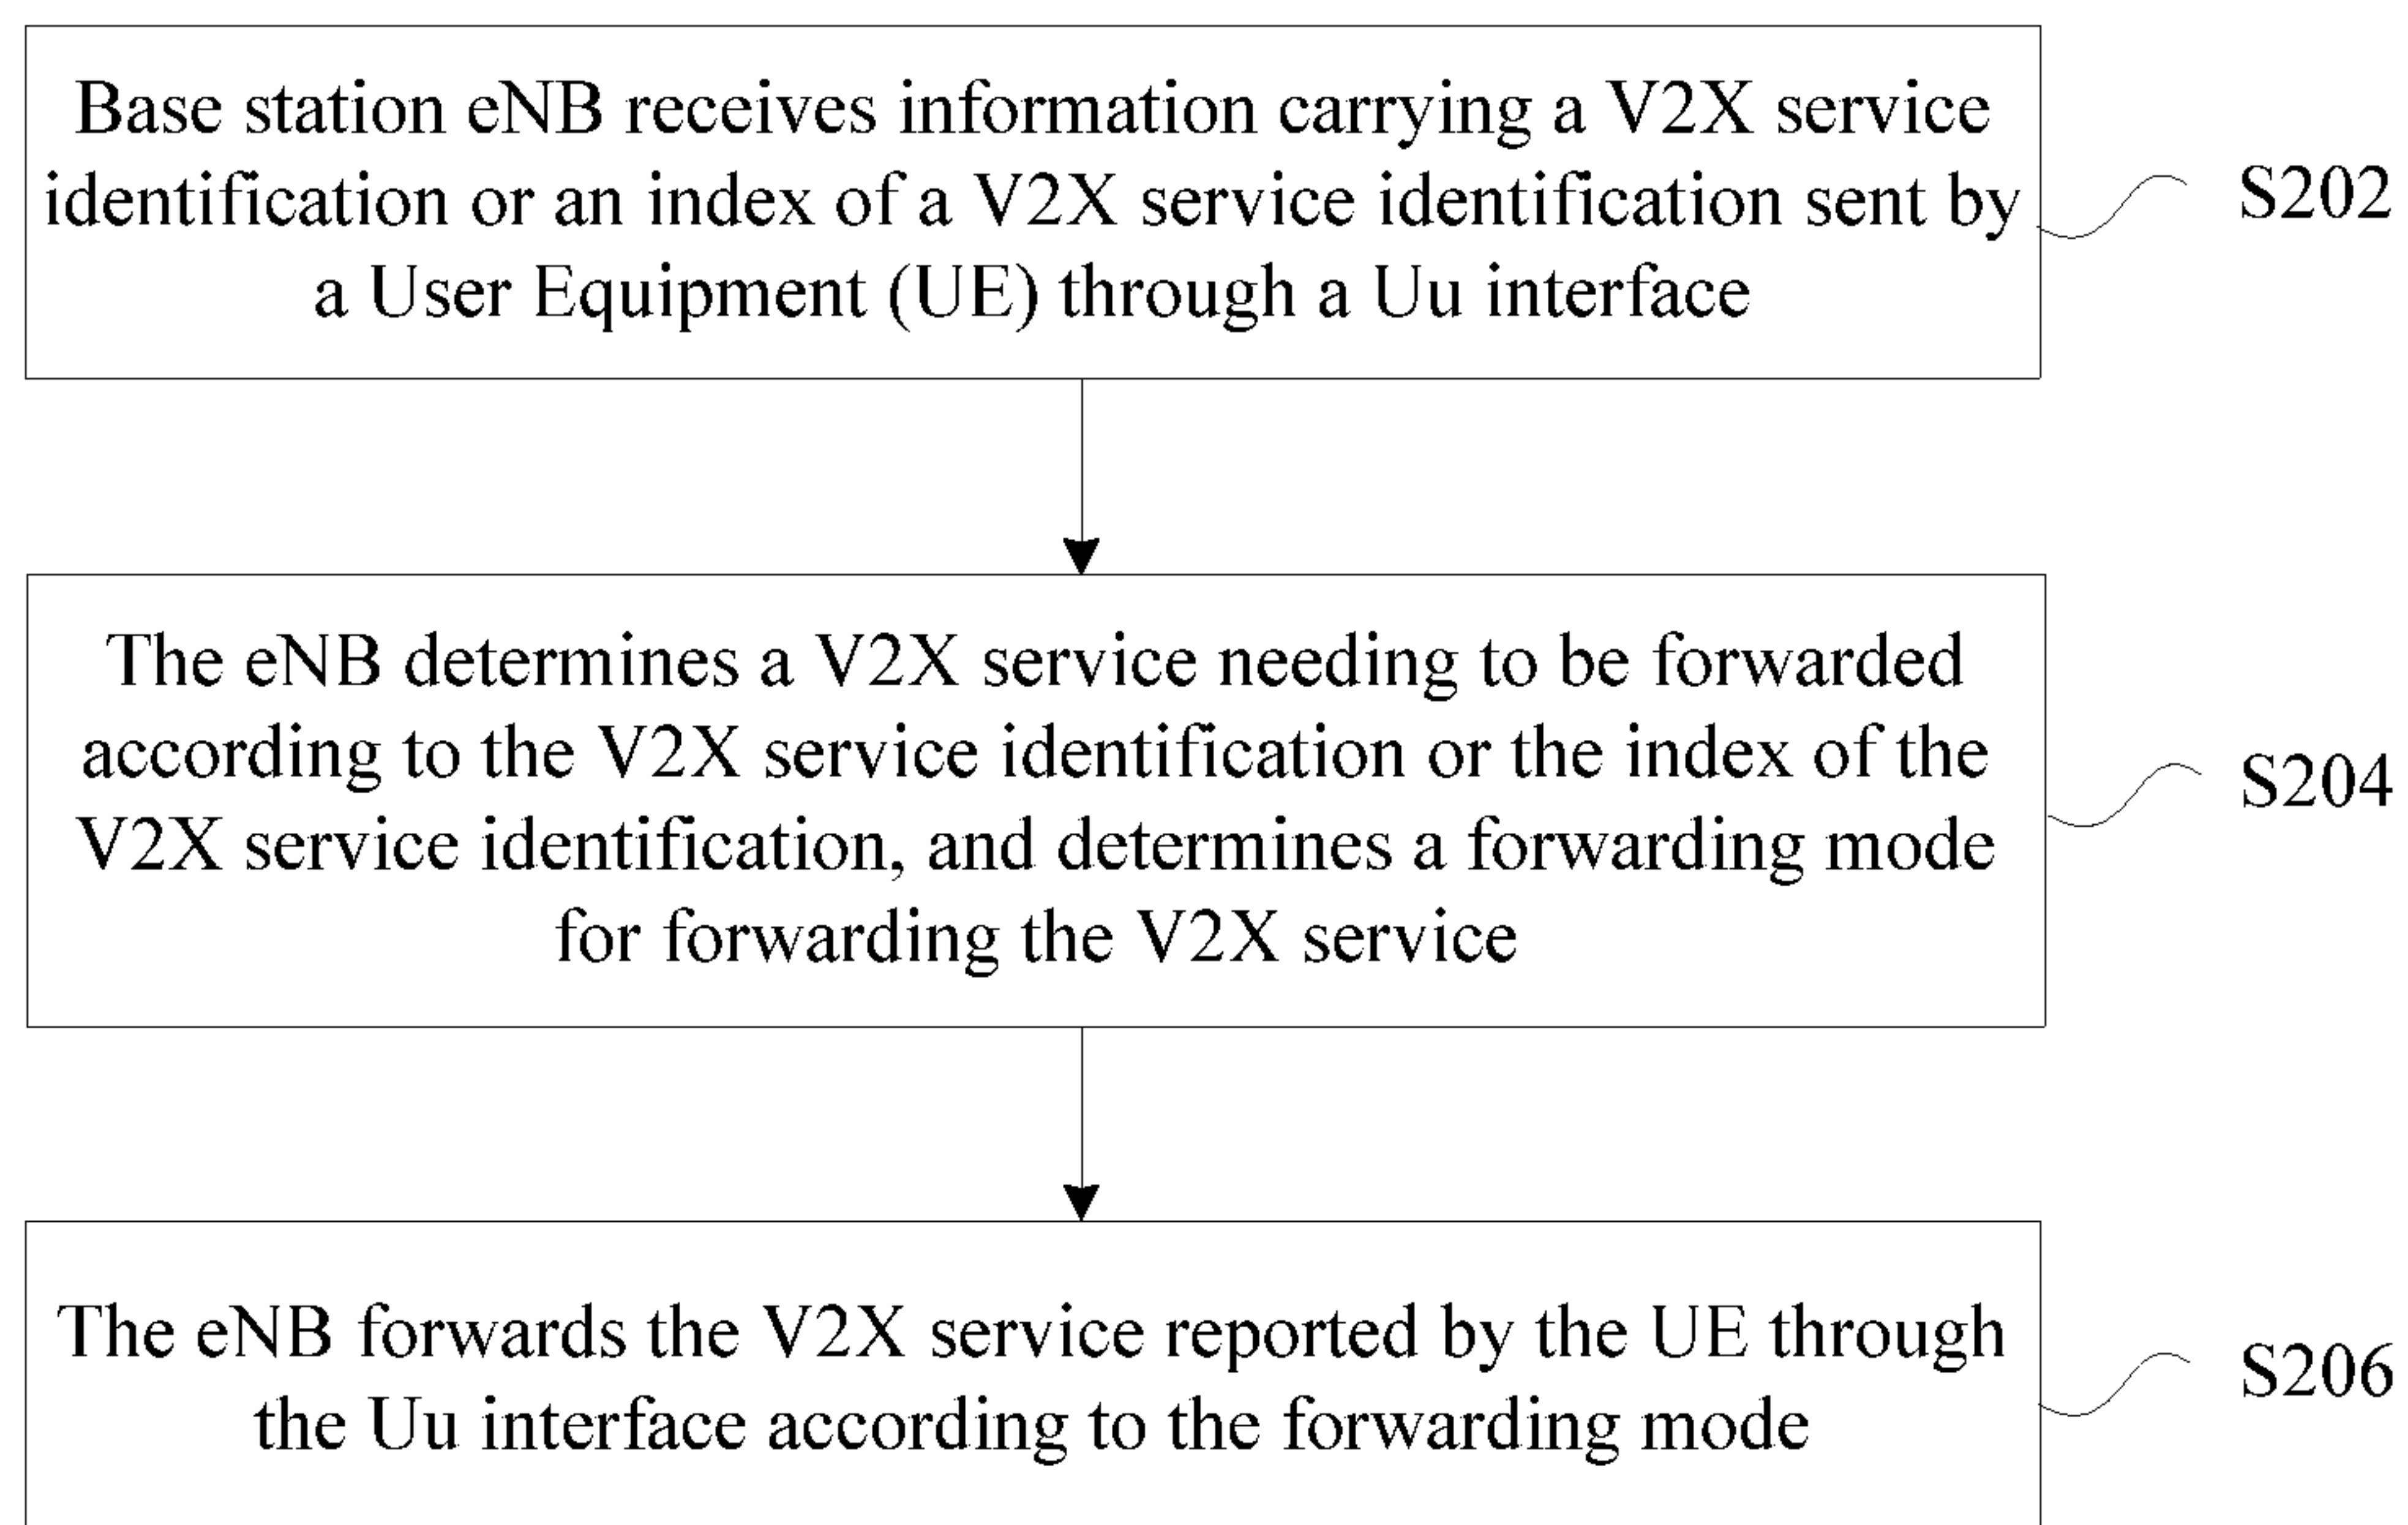 Base station eNB receives information carrying a V2X service
identification or an index of a V2X service identification sent by
a User Equipment (UE) through a Uu interface
S202
The eNB determines a V2X service needing to be forwarded
according to the V2X service identification or the index of the
V2X service identification, and determines a forwarding mode
for forwarding the V2X service
S204
The eNB forwards the V2X service reported by the UE through
the Uu interface according to the forwarding mode
S206